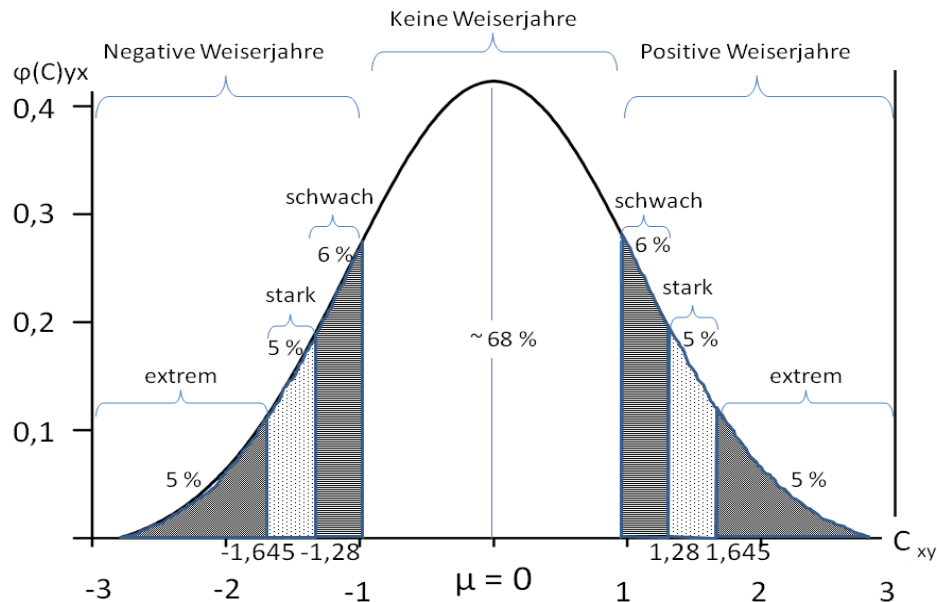 Keine Weiserjahre
Negative Weiserjahre
Positive Weiserjahre
φ(C)yx
0,4
0,3
0,2
0,1
schwach
6 %
stark
5 %
extrem
5 %
~ 68 %
schwach
6 %
stark
5 %
extrem
5 %
-1,645 -1,28
1,28 1,645
C xy
-3 -2 -1 μ = 0 1 2 3